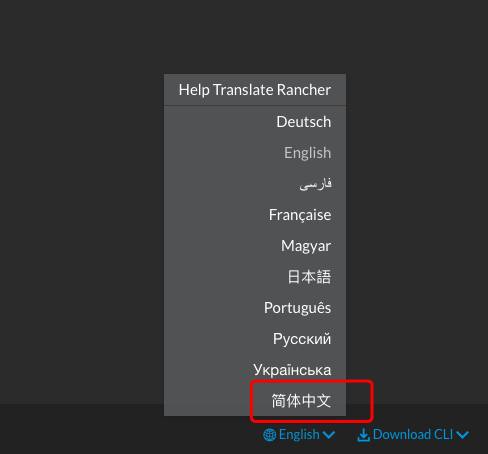 Help Translate Rancher
Deutsch
English
فارسی
Française
Magyar
日本語
Português
Русский
Українська
简体中文
English Download CLI